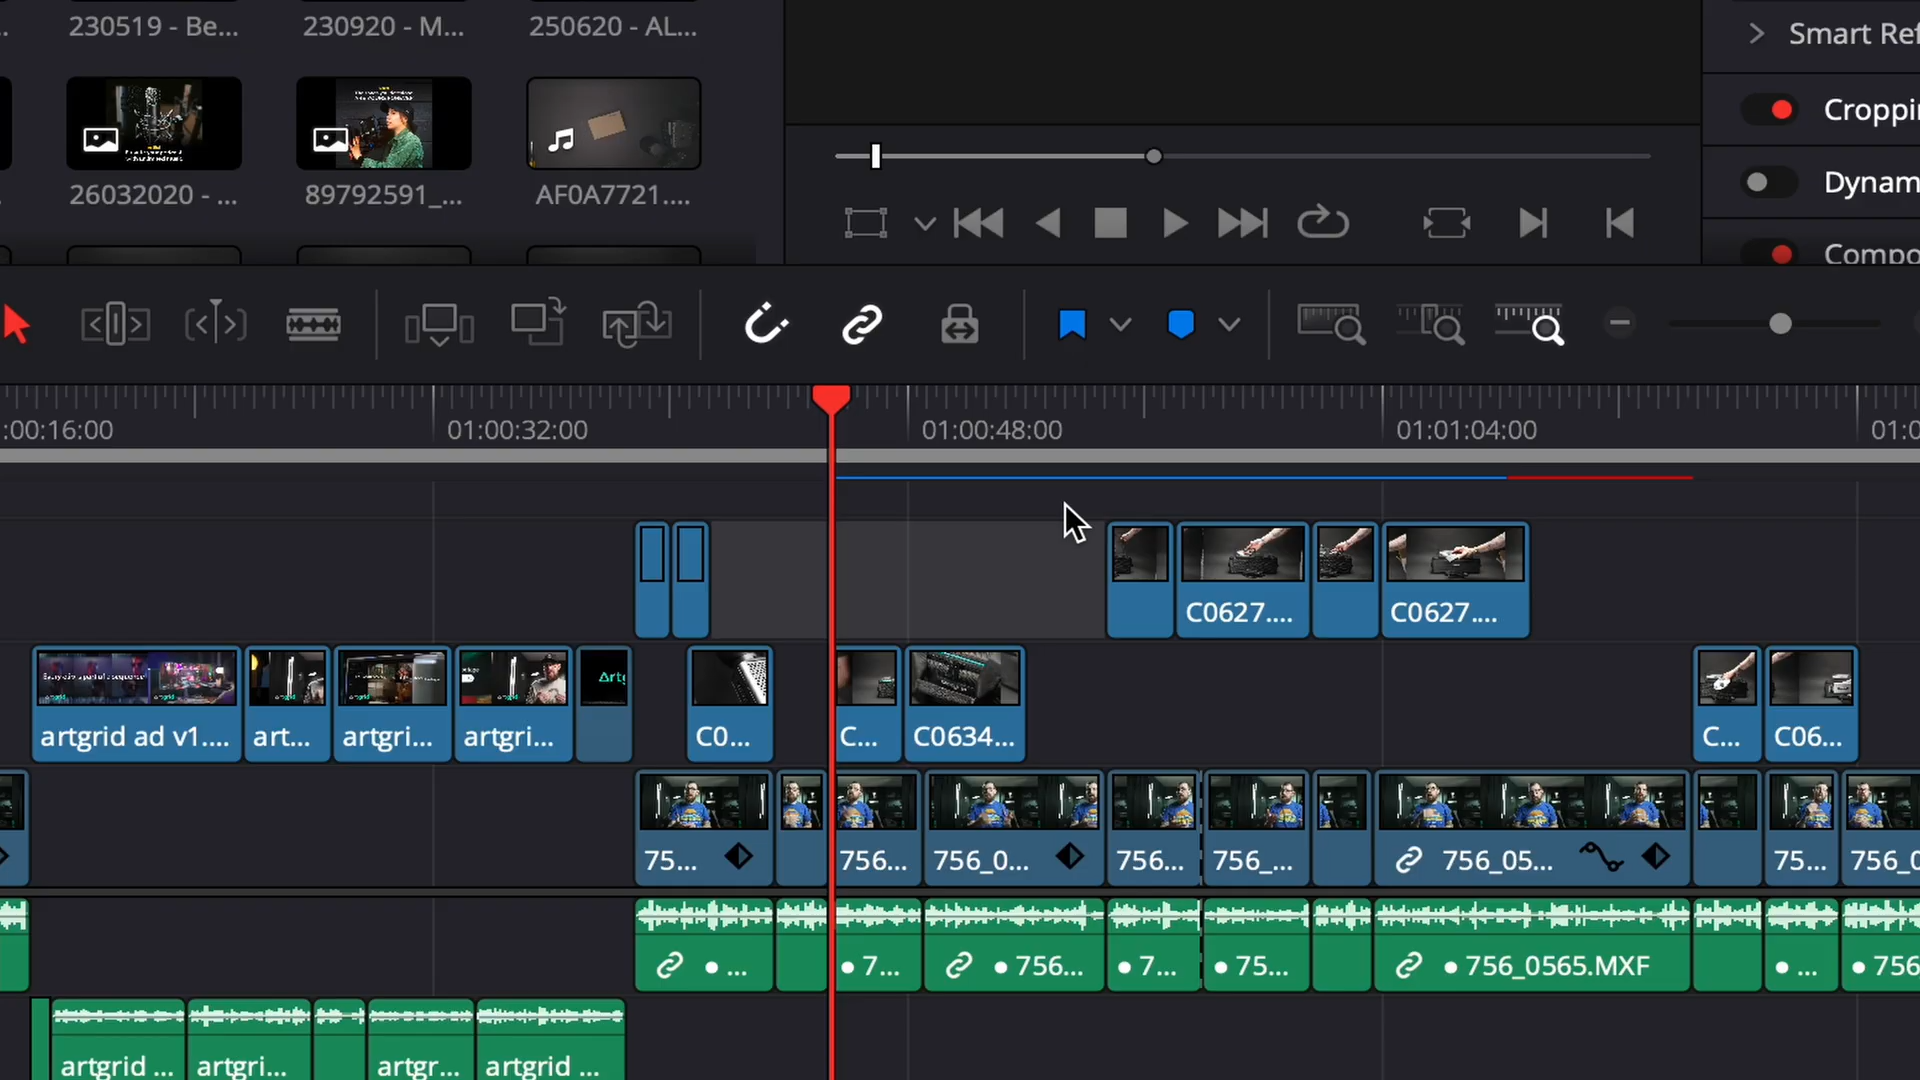 230519 - Be...
230920 - M...
250620 - AL...
Smart Ref
Croppi
26032020 - ...
89792591_...
AF0A7721....
Dynam
Compo
:00:16:00
01:00:32:00
01:00:48:00
01:01:04:00
01:0
C0627....
C0627....
artgrid ad v1....
art...
artgri...
artgri...
C0...
C...
C0634...
C...
C06...
75...
756...
756_0...
756...
756_...
756_05...
75...
756_0
...
7...
756...
7...
75...
756_0565.MXF
...
756
artgrid ...
artgri...
artgr...
artgrid ...